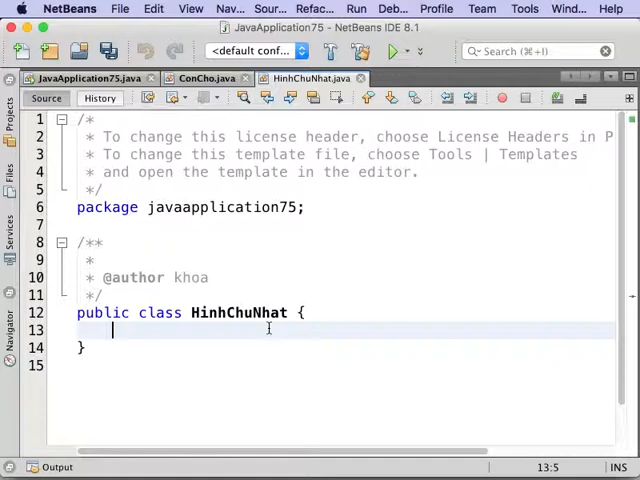 NetBeans File Edit View Nav... Sour... Refac... Run Deb... Profile Team Tools Win... Help
JavaApplication75 - NetBeans IDE 8.1
<default conf... Search (⌘+I)
JavaApplication75.java ConCho.java HinhChuNhat.java
Source History
Projects
Files
Services
Navigator
1 /*
2 * To change this license header, choose License Headers in P
3 * To change this template file, choose Tools | Templates
4 * and open the template in the editor.
5 */
6 package javaapplication75;
7
8 /**
9 *
10 * @author khoa
11 */
12 public class HinhChuNhat {
13
14 }
15
Output 13:5 INS